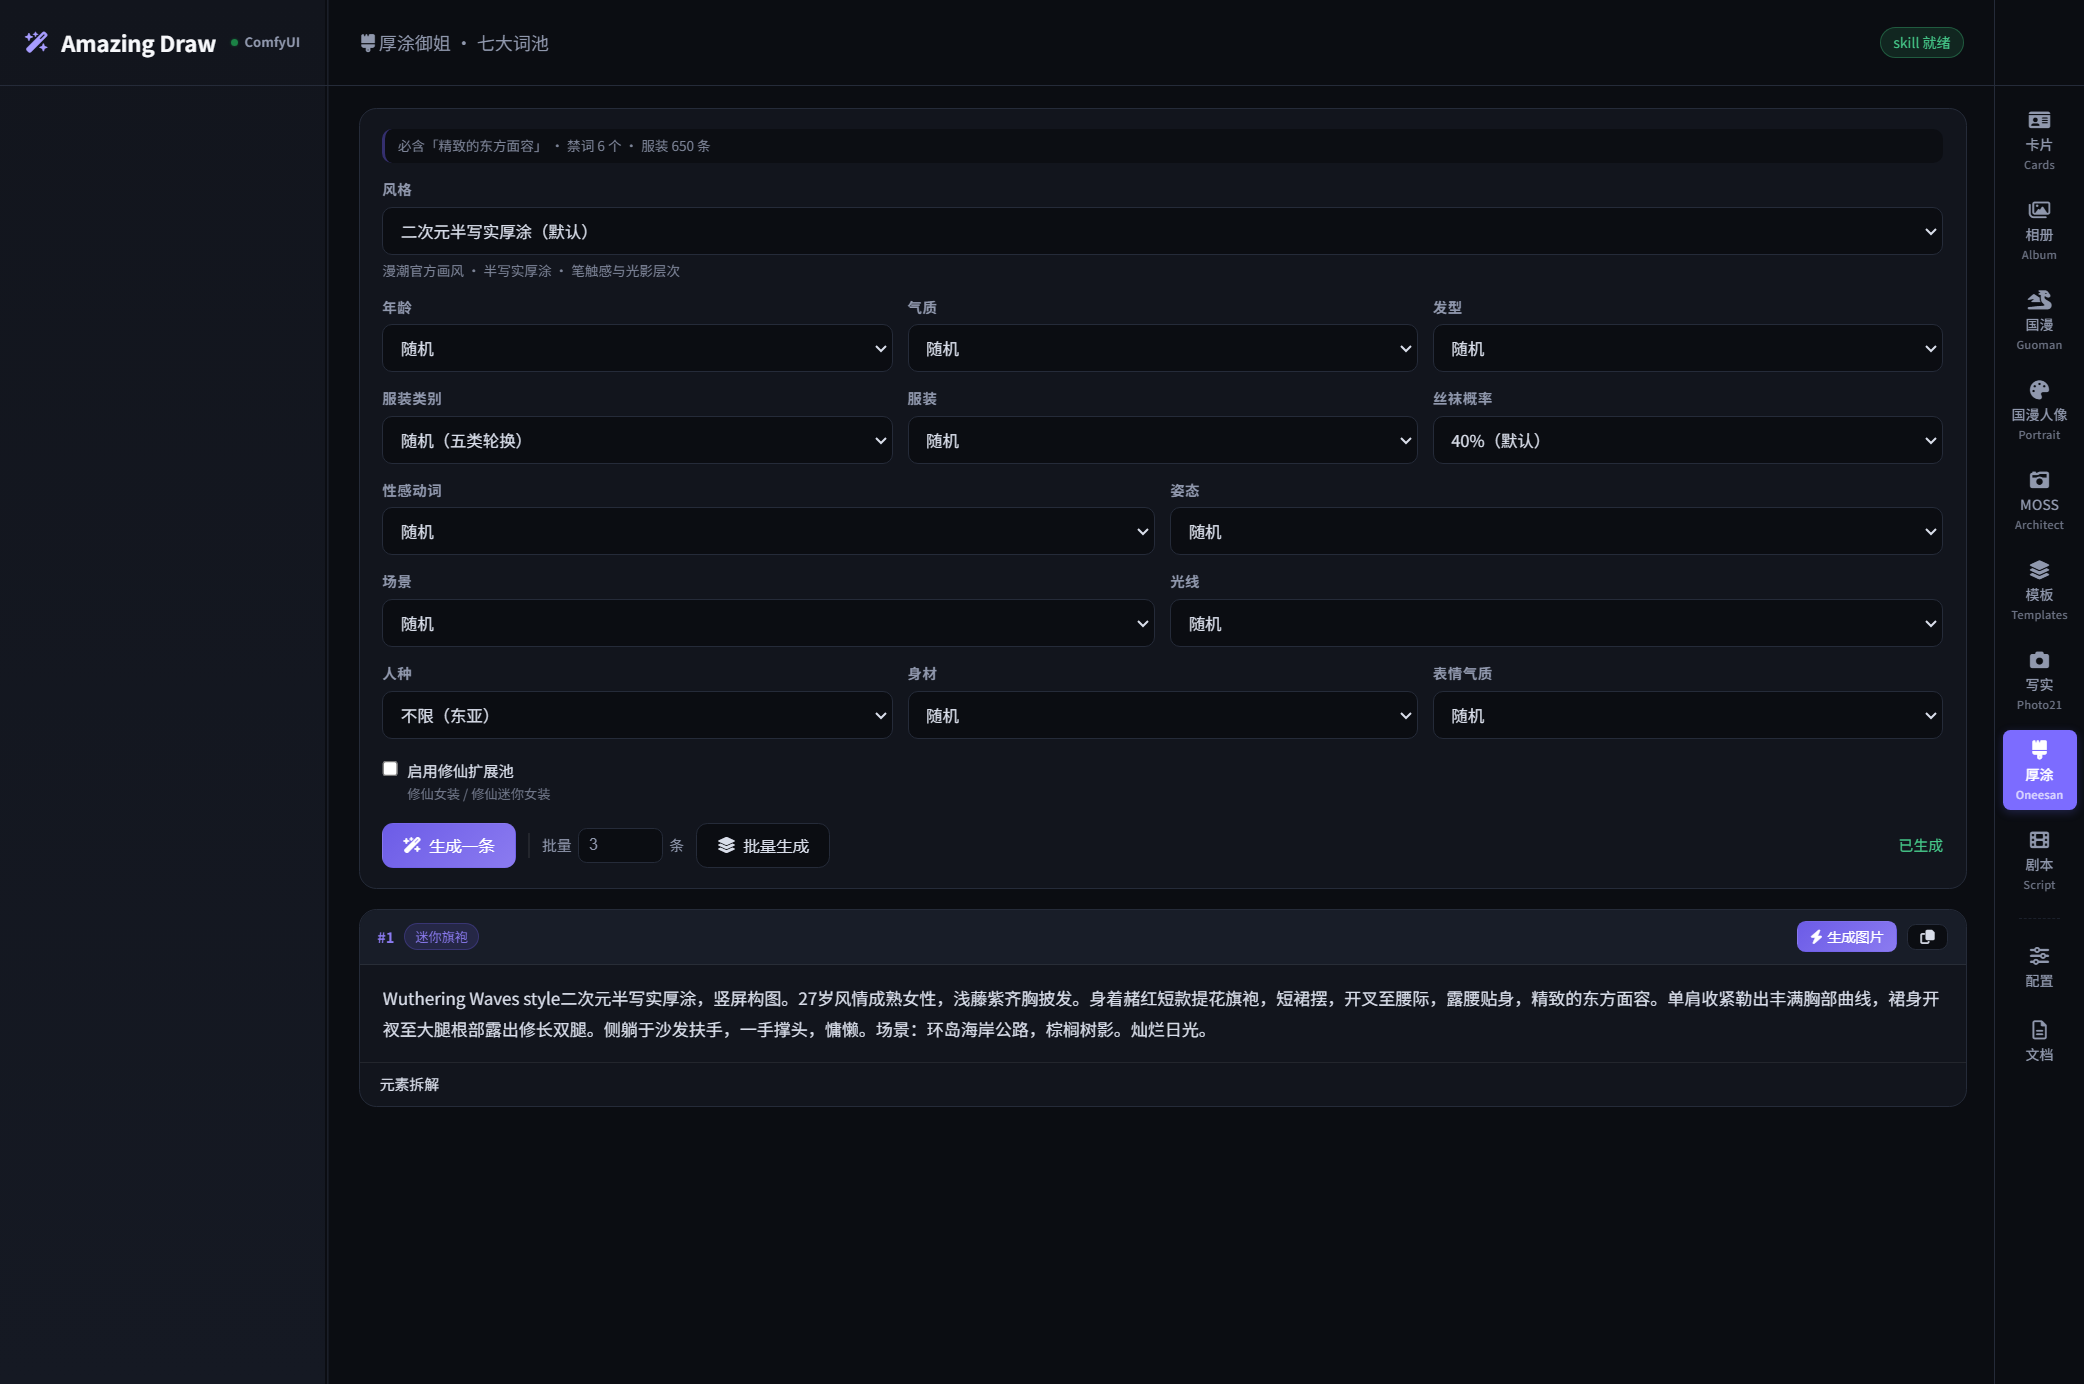 Amazing Draw
ComfyUI
厚涂御姐 · 七大词池
skill 就绪
必含「精致的东方面容」 · 禁词 6 个 · 服装 650 条
风格
二次元半写实厚涂（默认）
漫潮官方画风 · 半写实厚涂 · 笔触感与光影层次
年龄
气质
发型
随机
随机
随机
服装类别
服装
丝袜概率
随机（五类轮换）
随机
40%（默认）
性感动词
姿态
随机
随机
场景
光线
随机
随机
人种
身材
表情气质
不限（东亚）
随机
随机
启用修仙扩展池
修仙女装 / 修仙迷你女装
生成一条
批量
3
条
批量生成
已生成
#1
迷你旗袍
生成图片
Wuthering Waves style二次元半写实厚涂，竖屏构图。27岁风情成熟女性，浅藤紫齐胸披发。身着赭红短款提花旗袍，短裙摆，开叉至腰际，露腰贴身，精致的东方面容。单肩收紧勒出丰满胸部曲线，裙身开
衩至大腿根部露出修长双腿。侧躺于沙发扶手，一手撑头，慵懒。场景：环岛海岸公路，棕榈树影。灿烂日光。
元素拆解
卡片
Cards
相册
Album
国漫
Guoman
国漫人像
Portrait
MOSS
Architect
模板
Templates
写实
Photo21
厚涂
Oneesan
剧本
Script
配置
文档